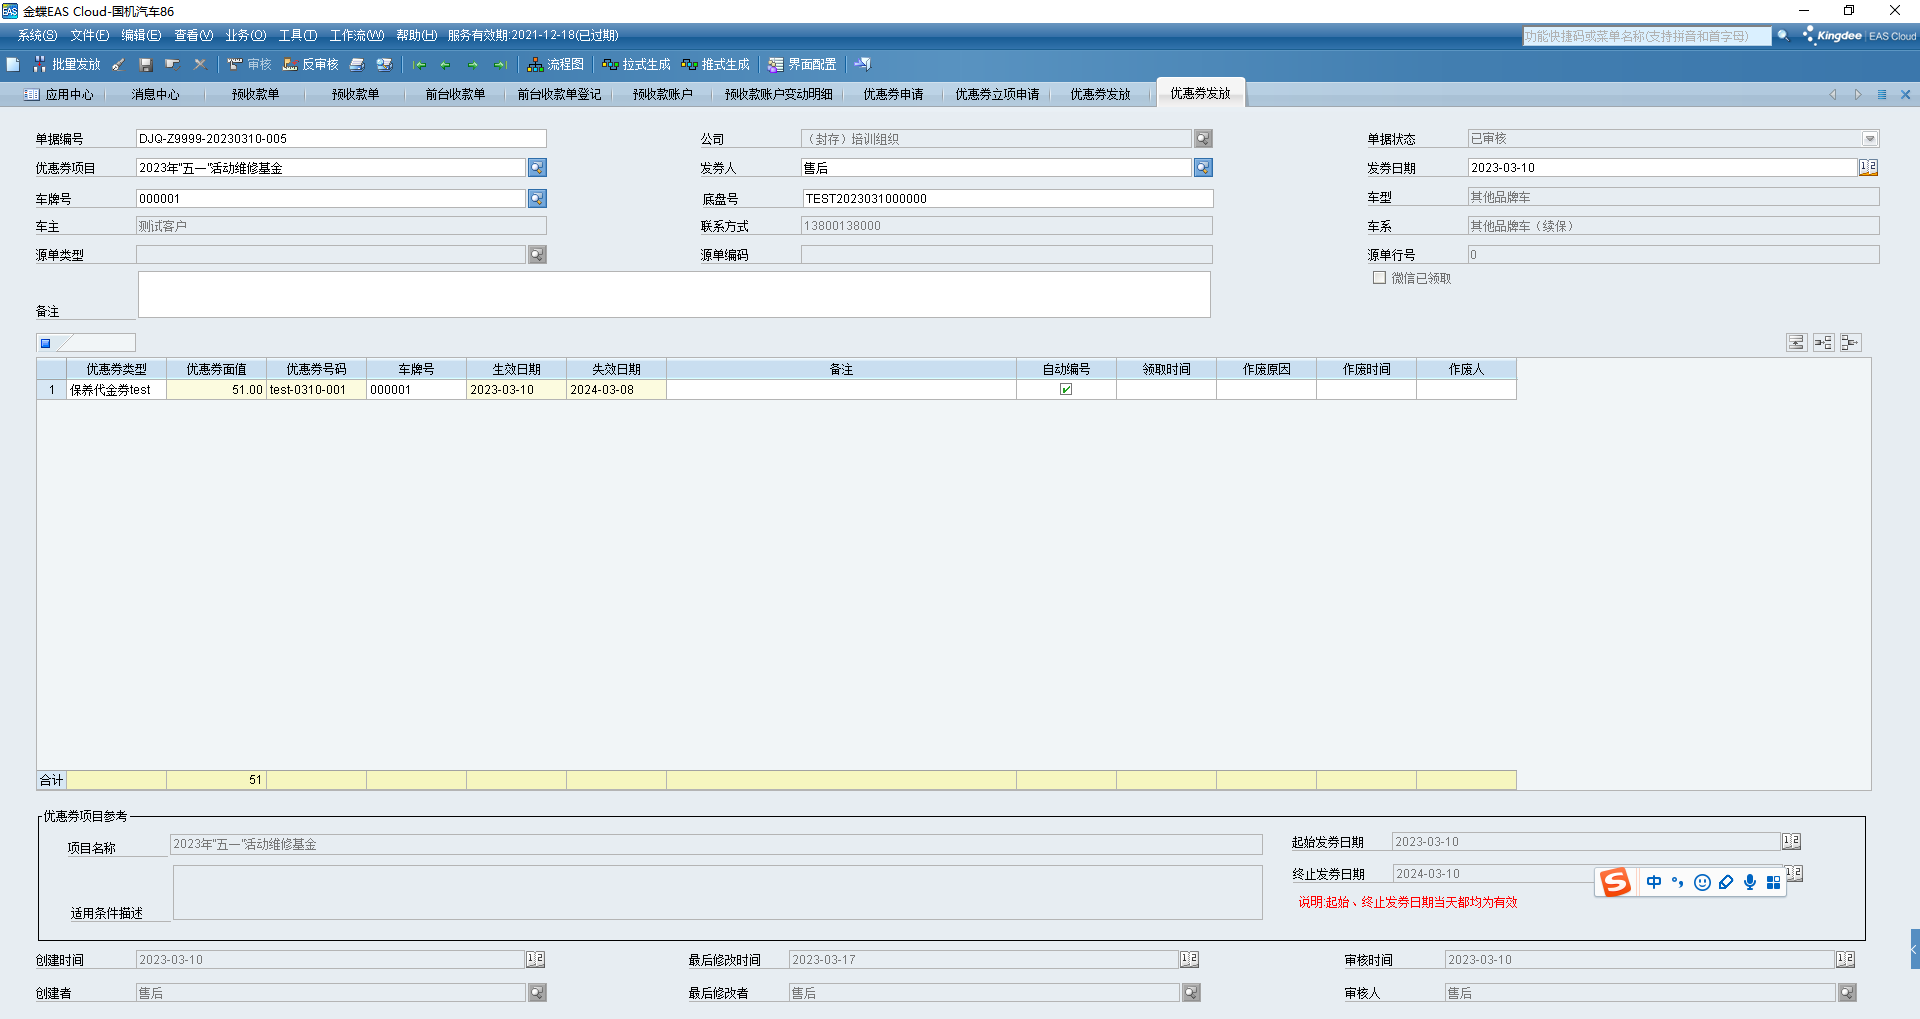 金蝶EAS Cloud-国机汽车86
系统(S) 文件(F) 编辑(E) 查看(V) 业务(O) 工具(T) 工作流(W) 帮助(H) 服务有效期:2021-12-18(已过期) 功能快捷码或菜单名称(支持拼音和首字母) Kingdee | EAS Cloud
批量发放 审核 反审核 流程图 拉式生成 推式生成 界面配置
应用中心 消息中心 预收款单 预收款单 前台收款单 前台收款单登记 预收款账户 预收款账户变动明细 优惠券申请 优惠券立项申请 优惠券发放 优惠券发放
单据编号 DJQ-Z9999-20230310-005 公司 （封存）培训组织 单据状态 已审核
优惠券项目 2023年"五一"活动维修基金 发券人 售后 发券日期 2023-03-10
车牌号 000001 底盘号 TEST2023031000000 车型 其他品牌车
车主 测试客户 联系方式 13800138000 车系 其他品牌车（续保）
源单类型 源单编码 源单行号 0
微信已领取
备注
优惠券类型 优惠券面值 优惠券号码 车牌号 生效日期 失效日期 备注 自动编号 领取时间 作废原因 作废时间 作废人
1 保养代金券test 51.00 test-0310-001 000001 2023-03-10 2024-03-08
合计 51
优惠券项目参考
项目名称 2023年"五一"活动维修基金 起始发券日期 2023-03-10
终止发券日期 2024-03-10
中
说明:起始、终止发券日期当天都均为有效
适用条件描述
创建时间 2023-03-10 最后修改时间 2023-03-17 审核时间 2023-03-10
创建者 售后 最后修改者 售后 审核人 售后